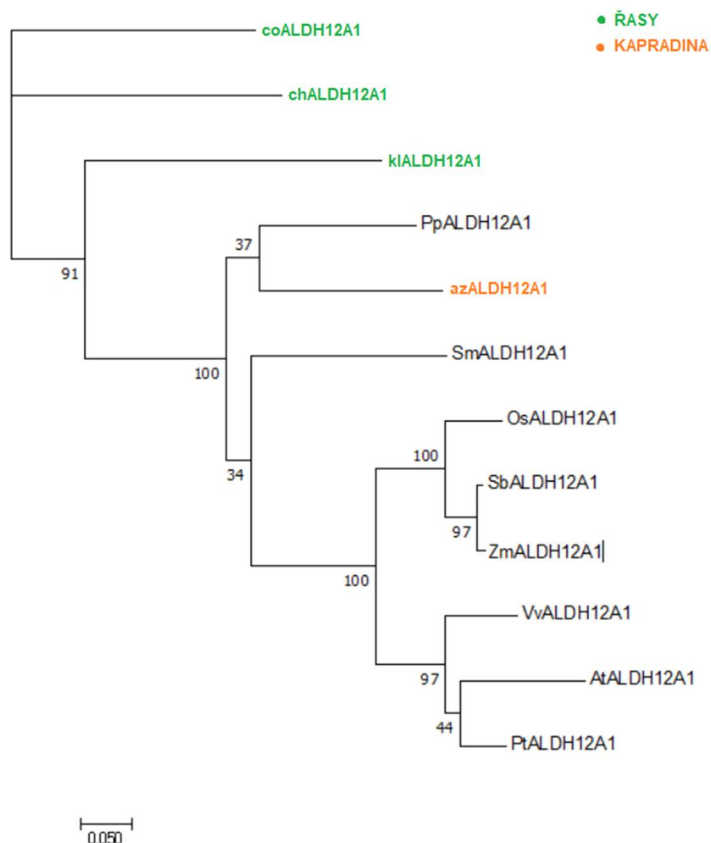 coALDH12A1
ŘASY
KAPRADINA
chALDH12A1
klALDH12A1
PpALDH12A1
37
azALDH12A1
91
SmALDH12A1
100
OsALDH12A1
100
SbALDH12A1
34
97
ZmALDH12A1
100
VvALDH12A1
97
AtALDH12A1
44
PtALDH12A1
0.050